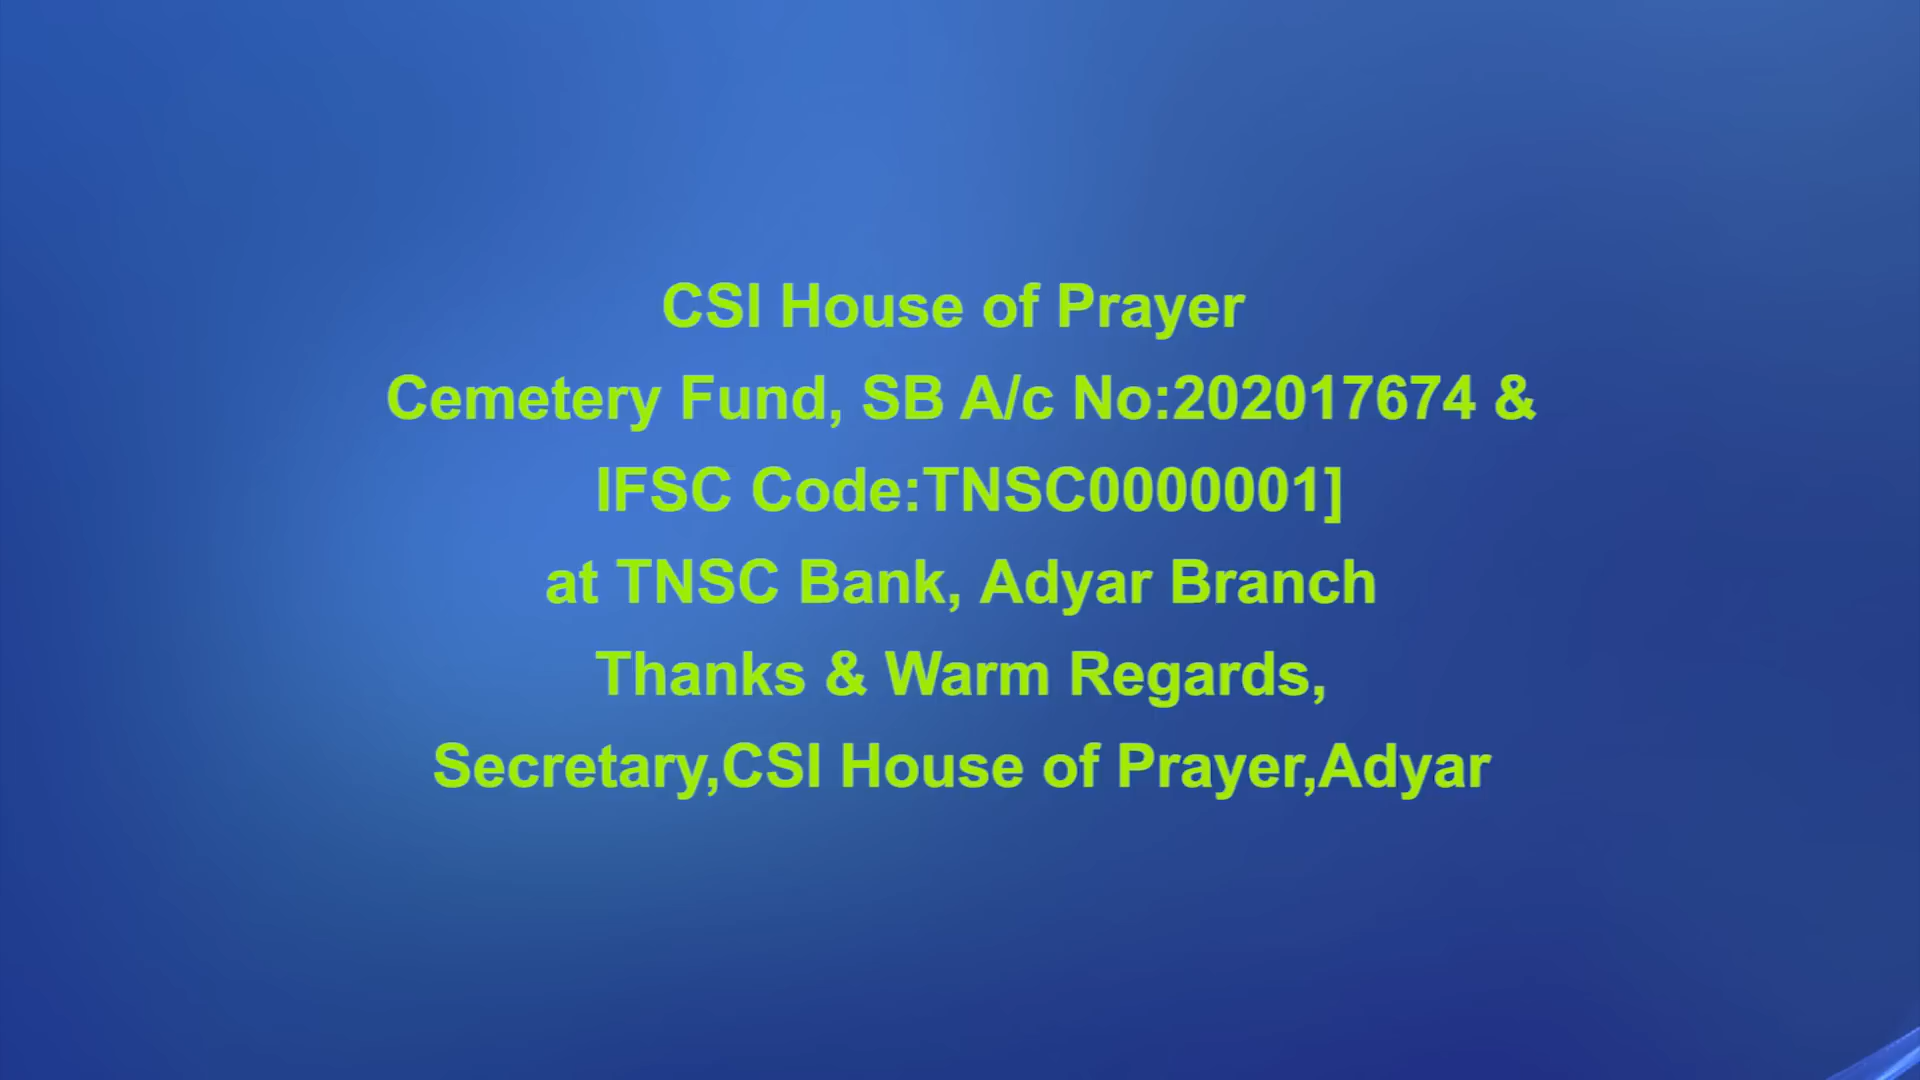 CSI House of Prayer
Cemetery Fund, SB A/c No:202017674 &
IFSC Code:TNSC0000001]
at TNSC Bank, Adyar Branch
Thanks & Warm Regards,
Secretary,CSI House of Prayer,Adyar